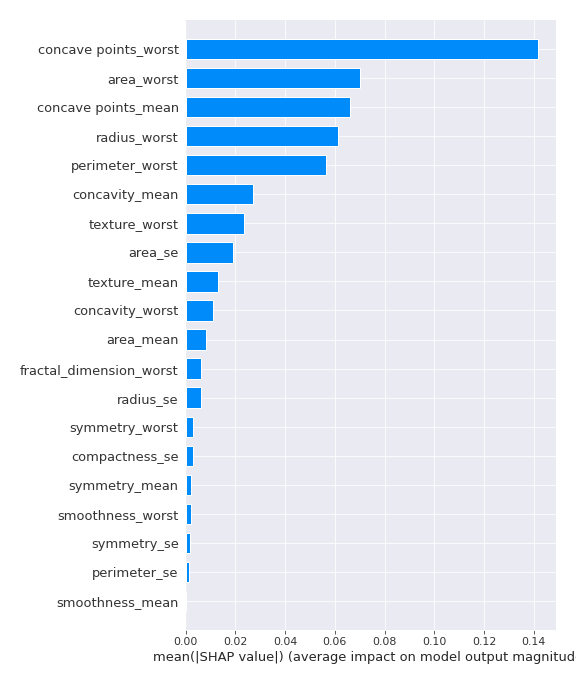 concave points_worst
area_worst
concave points_mean
radius_worst
perimeter_worst
concavity_mean
texture_worst
area_se
texture_mean
concavity_worst
area_mean
fractal_dimension_worst
radius_se
symmetry_worst
compactness_se
symmetry_mean
smoothness_worst
symmetry_se
perimeter_se
smoothness_mean
0.00 0.02 0.04 0.06 0.08 0.10 0.12 0.14
mean(|SHAP value|) (average impact on model output magnitud